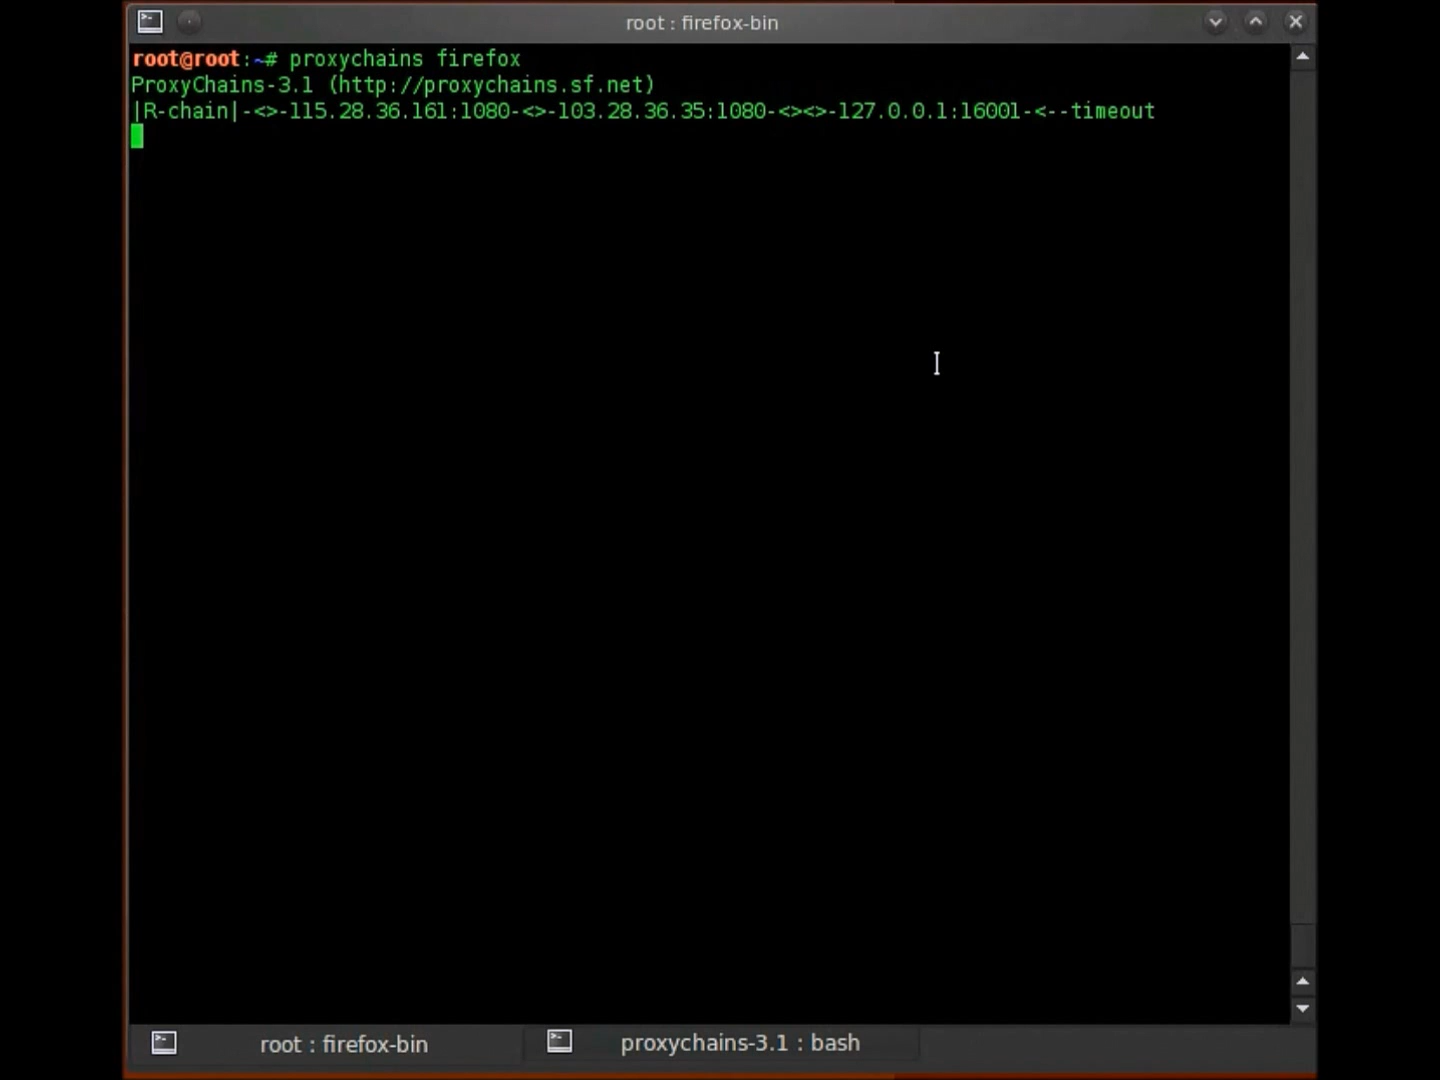 root : firefox-bin
root@root:~# proxychains firefox
ProxyChains-3.1 (http://proxychains.sf.net)
|R-chain|-<>-115.28.36.161:1080-<>-103.28.36.35:1080-<><>-127.0.0.1:16001-<--timeout
root : firefox-bin
proxychains-3.1 : bash